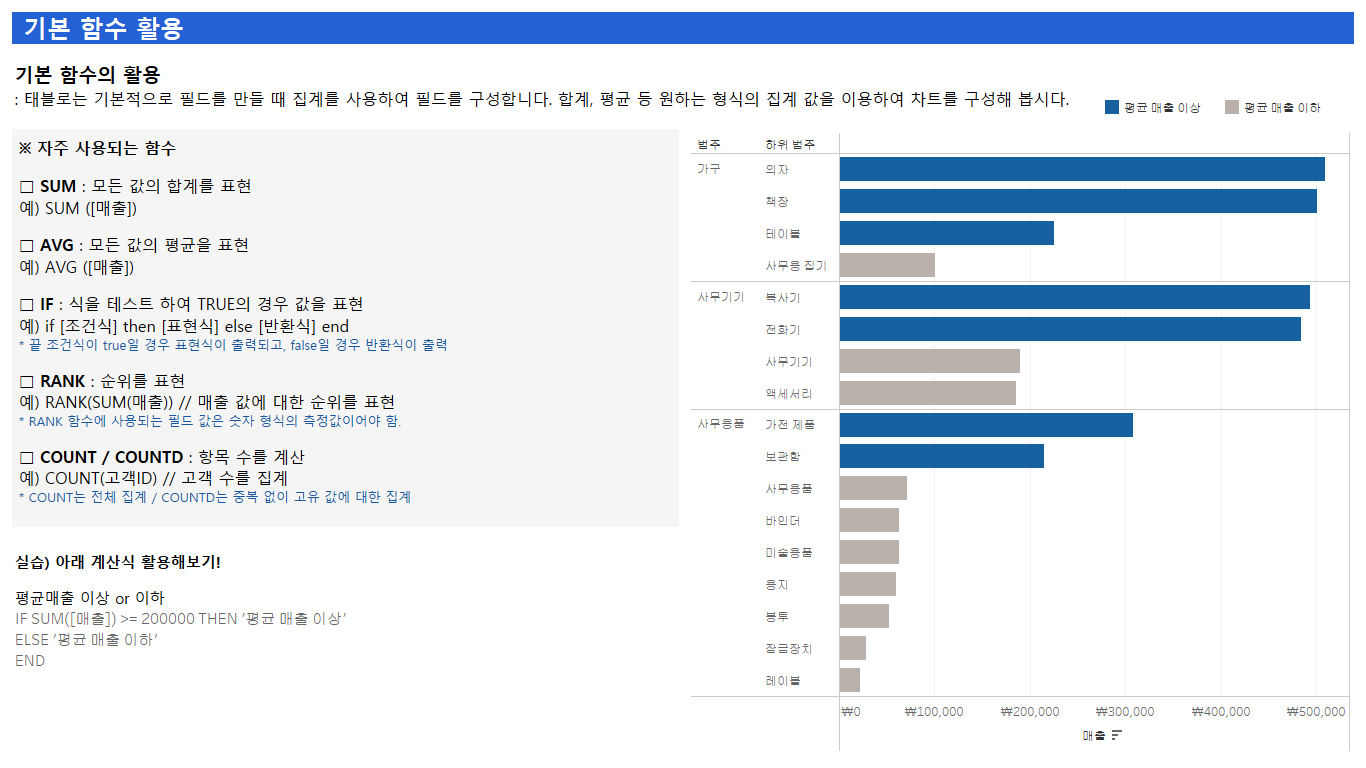 기본 함수 활용
기본 함수의 활용
: 태블로는 기본적으로 필드를 만들 때 집계를 사용하여 필드를 구성합니다. 합계, 평균 등 원하는 형식의 집계 값을 이용하여 차트를 구성해 봅시다.
평균 매출 이상 평균 매출 이하
※ 자주 사용되는 함수
□ SUM : 모든 값의 합계를 표현
예) SUM ([매출])
□ AVG : 모든 값의 평균을 표현
예) AVG ([매출])
□ IF : 식을 테스트 하여 TRUE의 경우 값을 표현
예) if [조건식] then [표현식] else [반환식] end
* 끝 조건식이 true일 경우 표현식이 출력되고, false일 경우 반환식이 출력
□ RANK : 순위를 표현
예) RANK(SUM(매출)) // 매출 값에 대한 순위를 표현
* RANK 함수에 사용되는 필드 값은 숫자 형식의 측정값이어야 함.
□ COUNT / COUNTD : 항목 수를 계산
예) COUNT(고객ID) // 고객 수를 집계
* COUNT는 전체 집계 / COUNTD는 중복 없이 고유 값에 대한 집계
실습) 아래 계산식 활용해보기!
평균매출 이상 or 이하
IF SUM([매출]) >= 200000 THEN '평균 매출 이상'
ELSE '평균 매출 이하'
END
범주 하위 범주
가구 의자
책장
테이블
사무용 집기
사무기기 복사기
전화기
사무기기
액세서리
사무용품 가전 제품
보관함
사무용품
바인더
미술용품
용지
봉투
잠금장치
레이블
₩0 ₩100,000 ₩200,000 ₩300,000 ₩400,000 ₩500,000
매출